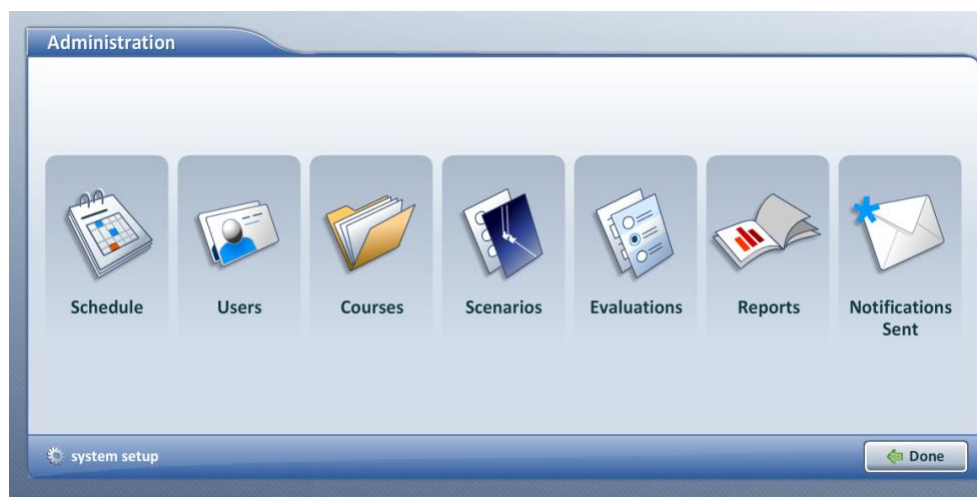 Administration
Schedule
Users
Courses
Scenarios
Evaluations
Reports
Notifications
Sent
system setup
Done